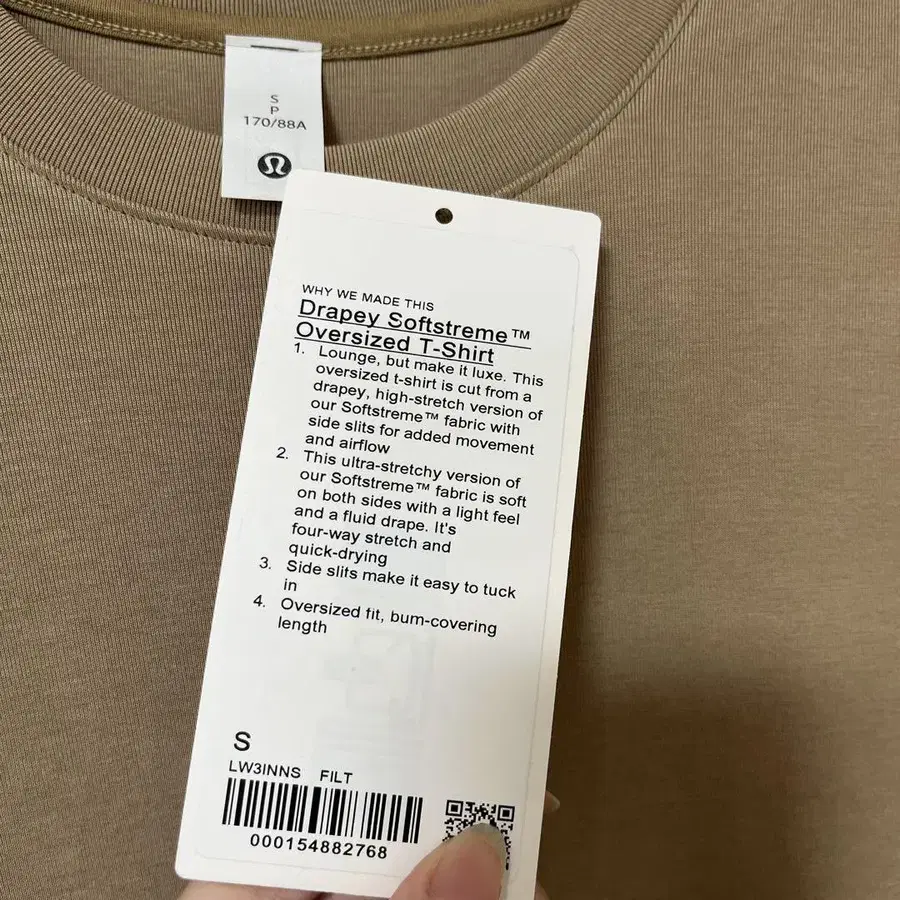 S
P
170/88A
WHY WE MADE THIS
Drapey Softstreme™
Oversized T-Shirt
1. Lounge, but make it luxe. This
oversized t-shirt is cut from a
drapey, high-stretch version of
our Softstreme™ fabric with
side slits for added movement
and airflow
2. This ultra-stretchy version of
our Softstreme™ fabric is soft
on both sides with a light feel
and a fluid drape. It's
four-way stretch and
quick-drying
3. Side slits make it easy to tuck
in
4. Oversized fit, bum-covering
length
S
LW3INNS FILT
000154882768